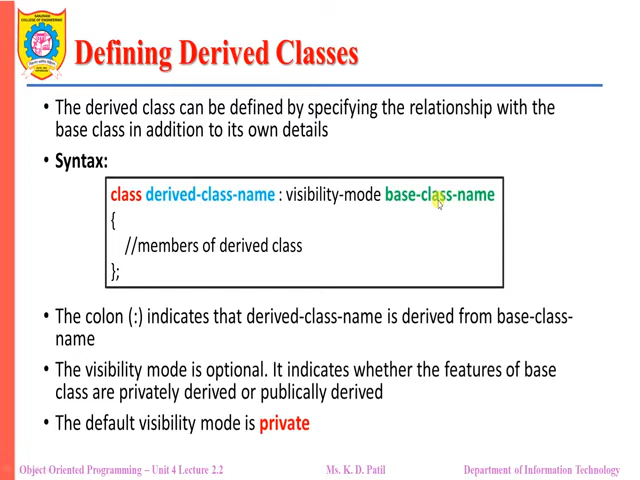 Defining Derived Classes
• The derived class can be defined by specifying the relationship with the
base class in addition to its own details
• Syntax:
class derived-class-name : visibility-mode base-class-name
{
//members of derived class
};
• The colon (:) indicates that derived-class-name is derived from base-class-
name
• The visibility mode is optional. It indicates whether the features of base
class are privately derived or publically derived
• The default visibility mode is private
Object Oriented Programming – Unit 4 Lecture 2.2 Ms. K. D. Patil Department of Information Technology